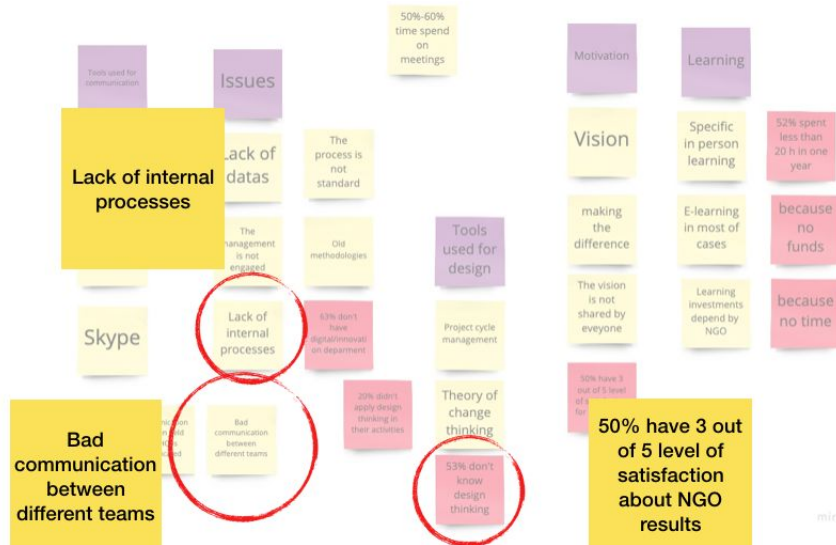 50%-60%
time spend
on
meetings
Tools used for
communication
Issues
Motivation
Learning
Lack of internal
processes
Lack of
datas
The
process is
not
standard
Vision
Specific
in person
learning
52% spent
less than
20 h in one
year
The
management
is not
engaged
Old
methodologies
Tools
used for
design
making
the
difference
E-learning
in most of
cases
because
no
funds
Skype
Lack of
internal
processes
63% don't
have
digital/innovati
on deparment
Project cycle
management
The vision
is not
shared by
eveyone
Learning
investments
depend by
NGO
because
no time
20% didn't
apply design
thinking in
their activities
Theory of
change
thinking
50% have 3
out of 5 level
Bad
communication
between
different teams
Bad
communication
between
different teams
53% don't
know
design
thinking
50% have 3 out
of 5 level of
satisfaction
about NGO
results